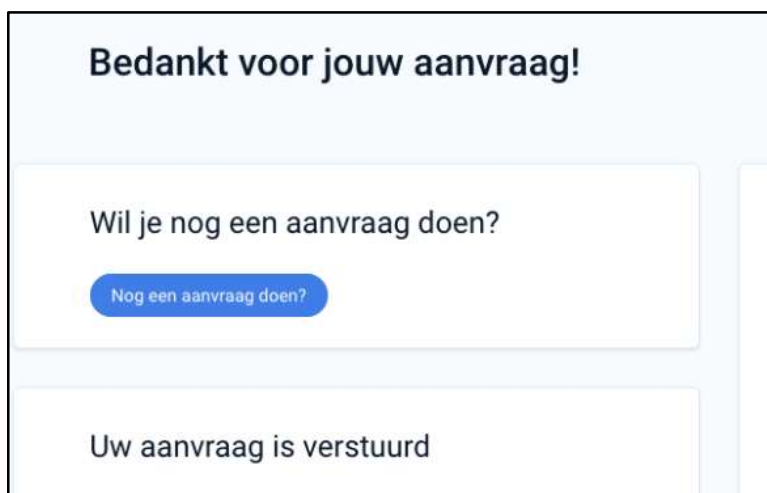 Bedankt voor jouw aanvraag!
Wil je nog een aanvraag doen?
Nog een aanvraag doen?
Uw aanvraag is verstuurd